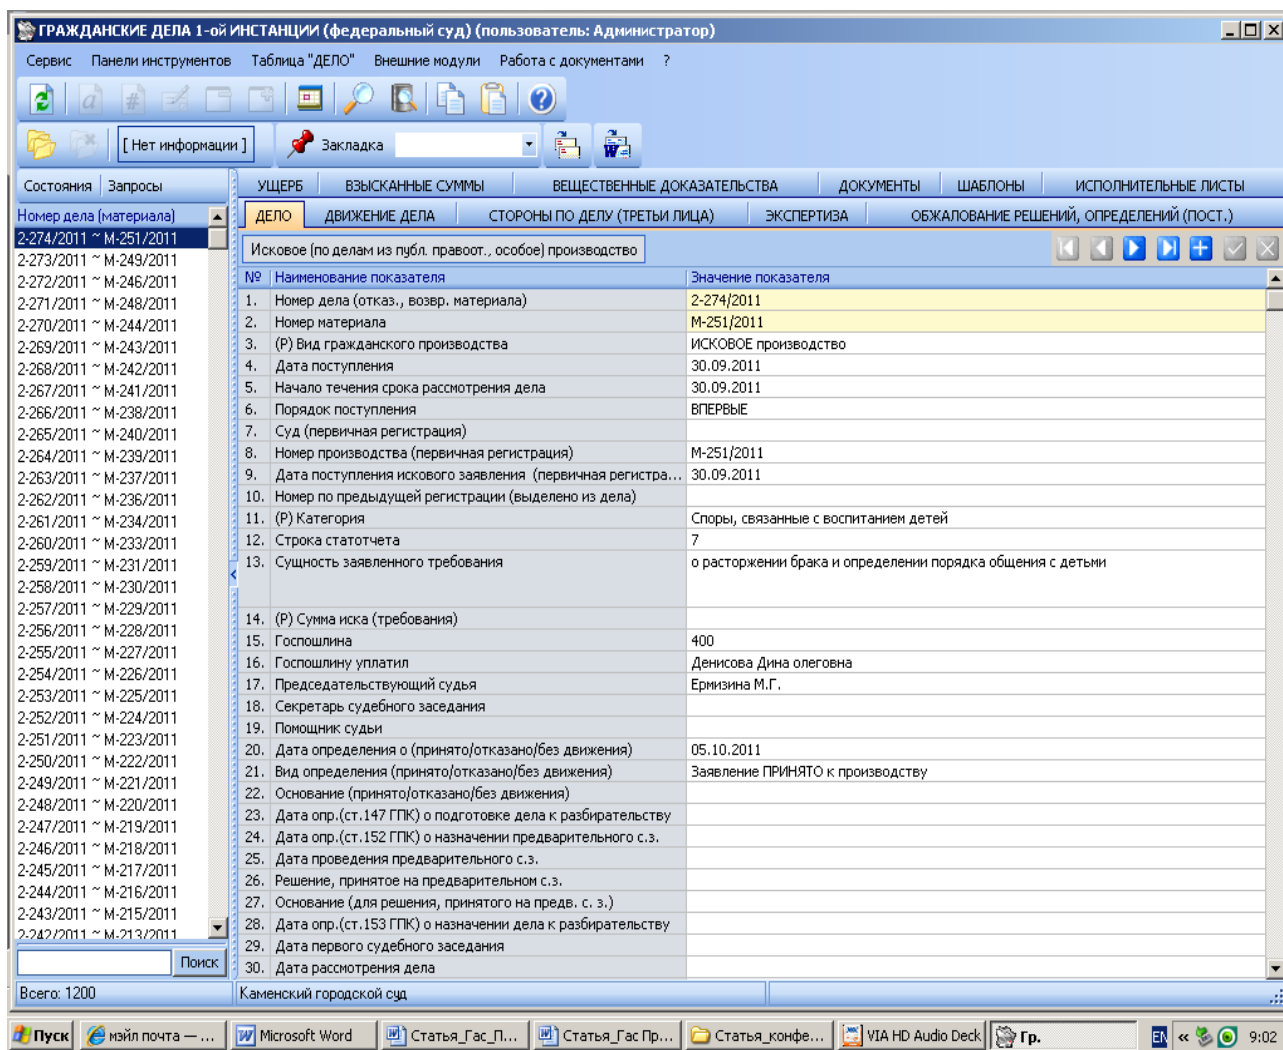 ГРАЖДАНСКИЕ ДЕЛА 1-ой ИНСТАНЦИИ (федеральный суд) (пользователь: Администратор)
Сервис Панели инструментов Таблица "ДЕЛО" Внешние модули Работа с документами ?
[ Нет информации ] Закладка
Состояния Запросы
УЩЕРБ ВЗЫСКАННЫЕ СУММЫ ВЕЩЕСТВЕННЫЕ ДОКАЗАТЕЛЬСТВА ДОКУМЕНТЫ ШАБЛОНЫ ИСПОЛНИТЕЛЬНЫЕ ЛИСТЫ
ДЕЛО ДВИЖЕНИЕ ДЕЛА СТОРОНЫ ПО ДЕЛУ (ТРЕТЬИ ЛИЦА) ЭКСПЕРТИЗА ОБЖАЛОВАНИЕ РЕШЕНИЙ, ОПРЕДЕЛЕНИЙ (ПОСТ.)
Номер дела (материала)
2-274/2011 ~ М-251/2011
2-273/2011 ~ М-249/2011
2-272/2011 ~ М-246/2011
2-271/2011 ~ М-248/2011
2-270/2011 ~ М-244/2011
2-269/2011 ~ М-243/2011
2-268/2011 ~ М-242/2011
2-267/2011 ~ М-241/2011
2-266/2011 ~ М-238/2011
2-265/2011 ~ М-240/2011
2-264/2011 ~ М-239/2011
2-263/2011 ~ М-237/2011
2-262/2011 ~ М-236/2011
2-261/2011 ~ М-234/2011
2-260/2011 ~ М-233/2011
2-259/2011 ~ М-231/2011
2-258/2011 ~ М-230/2011
2-257/2011 ~ М-229/2011
2-256/2011 ~ М-228/2011
2-255/2011 ~ М-227/2011
2-254/2011 ~ М-226/2011
2-253/2011 ~ М-225/2011
2-252/2011 ~ М-224/2011
2-251/2011 ~ М-223/2011
2-250/2011 ~ М-222/2011
2-249/2011 ~ М-221/2011
2-248/2011 ~ М-220/2011
2-247/2011 ~ М-219/2011
2-246/2011 ~ М-218/2011
2-245/2011 ~ М-217/2011
2-244/2011 ~ М-216/2011
2-243/2011 ~ М-215/2011
2-242/2011 ~ М-213/2011
Поиск
Исковое (по делам из публ. правоот., особое) производство
№ Наименование показателя Значение показателя
1. Номер дела (отказ., возвр. материала) 2-274/2011
2. Номер материала М-251/2011
3. (Р) Вид гражданского производства ИСКОВОЕ производство
4. Дата поступления 30.09.2011
5. Начало течения срока рассмотрения дела 30.09.2011
6. Порядок поступления ВПЕРВЫЕ
7. Суд (первичная регистрация)
8. Номер производства (первичная регистрация) М-251/2011
9. Дата поступления искового заявления (первичная регистра... 30.09.2011
10. Номер по предыдущей регистрации (выделено из дела)
11. (Р) Категория Споры, связанные с воспитанием детей
12. Строка статотчета 7
13. Сущность заявленного требования о расторжении брака и определении порядка общения с детьми
14. (Р) Сумма иска (требования)
15. Госпошлина 400
16. Госпошлину уплатил Денисова Дина олеговна
17. Председательствующий судья Ермизина М.Г.
18. Секретарь судебного заседания
19. Помощник судьи
20. Дата определения о (принято/отказано/без движения) 05.10.2011
21. Вид определения (принято/отказано/без движения) Заявление ПРИНЯТО к производству
22. Основание (принято/отказано/без движения)
23. Дата опр.(ст.147 ГПК) о подготовке дела к разбирательству
24. Дата опр.(ст.152 ГПК) о назначении предварительного с.з.
25. Дата проведения предварительного с.з.
26. Решение, принятое на предварительном с.з.
27. Основание (для решения, принятого на предв. с. з.)
28. Дата опр.(ст.153 ГПК) о назначении дела к разбирательству
29. Дата первого судебного заседания
30. Дата рассмотрения дела
Всего: 1200 Каменский городской суд
Пуск мэйл почта — ... Microsoft Word Статья_Гас_П... Статья_Гас Пр... Статья_конфе... VIA HD Audio Deck Гр. EN « 9:02